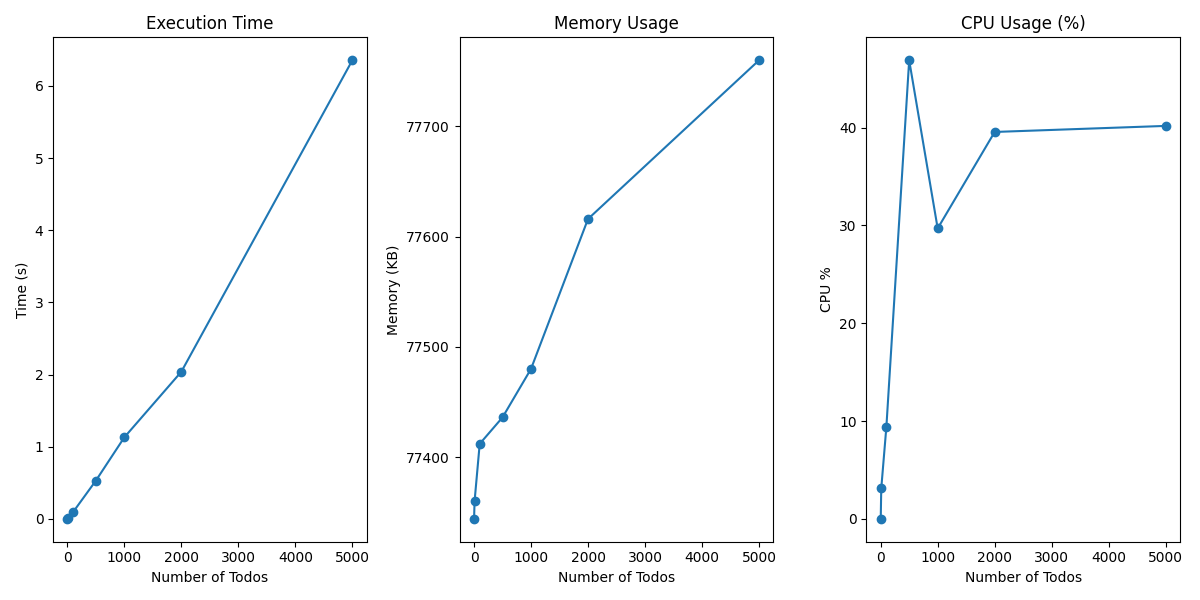 Execution Time
Time (s)
6
5
4
3
2
1
0
0 1000 2000 3000 4000 5000
Number of Todos
Memory Usage
Memory (KB)
77700
77600
77500
77400
0 1000 2000 3000 4000 5000
Number of Todos
CPU Usage (%)
CPU %
40
30
20
10
0
0 1000 2000 3000 4000 5000
Number of Todos